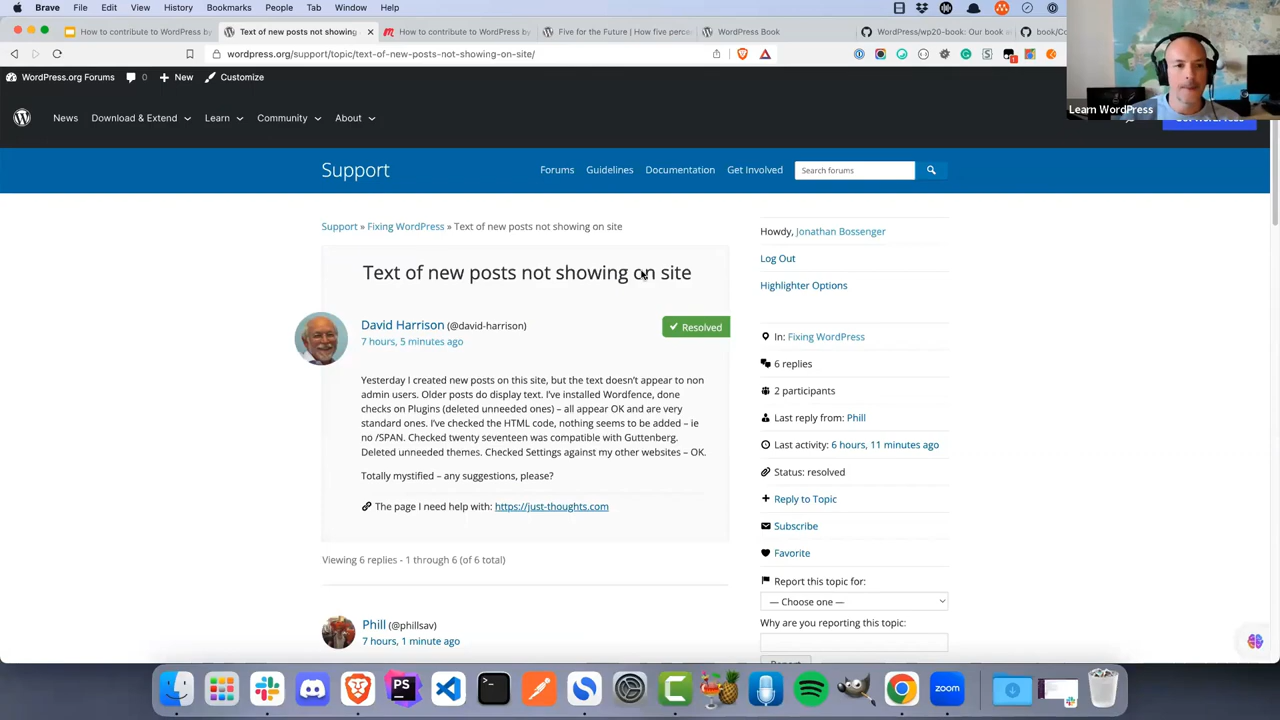 Brave File Edit View History Bookmarks People Tab Window Help
How to contribute to WordPress by
Text of new posts not showing
How to contribute to WordPress by
Five for the Future | How five perce
WordPress Book
WordPress/wp20-book: Our book
wordpress.org/support/topic/text-of-new-posts-not-showing-on-site/
WordPress.org Forums 0 New Customize
Learn WordPress
News Download & Extend Learn Community About
Support
Forums Guidelines Documentation Get Involved Search forums
Support » Fixing WordPress » Text of new posts not showing on site
Text of new posts not showing on site
David Harrison (@david-harrison)
7 hours, 5 minutes ago
Resolved
Yesterday I created new posts on this site, but the text doesn't appear to non
admin users. Older posts do display text. I've installed Wordfence, done
checks on Plugins (deleted unneeded ones) – all appear OK and are very
standard ones. I've checked the HTML code, nothing seems to be added – ie
no /SPAN. Checked twenty seventeen was compatible with Guttenberg.
Deleted unneeded themes. Checked Settings against my other websites – OK.
Totally mystified – any suggestions, please?
The page I need help with: https://just-thoughts.com
Viewing 6 replies - 1 through 6 (of 6 total)
Phill (@phillsav)
7 hours, 1 minute ago
Howdy, Jonathan Bossenger
Log Out
Highlighter Options
In: Fixing WordPress
6 replies
2 participants
Last reply from: Phill
Last activity: 6 hours, 11 minutes ago
Status: resolved
Reply to Topic
Subscribe
Favorite
Report this topic for:
— Choose one —
Why are you reporting this topic:
PS
zoom